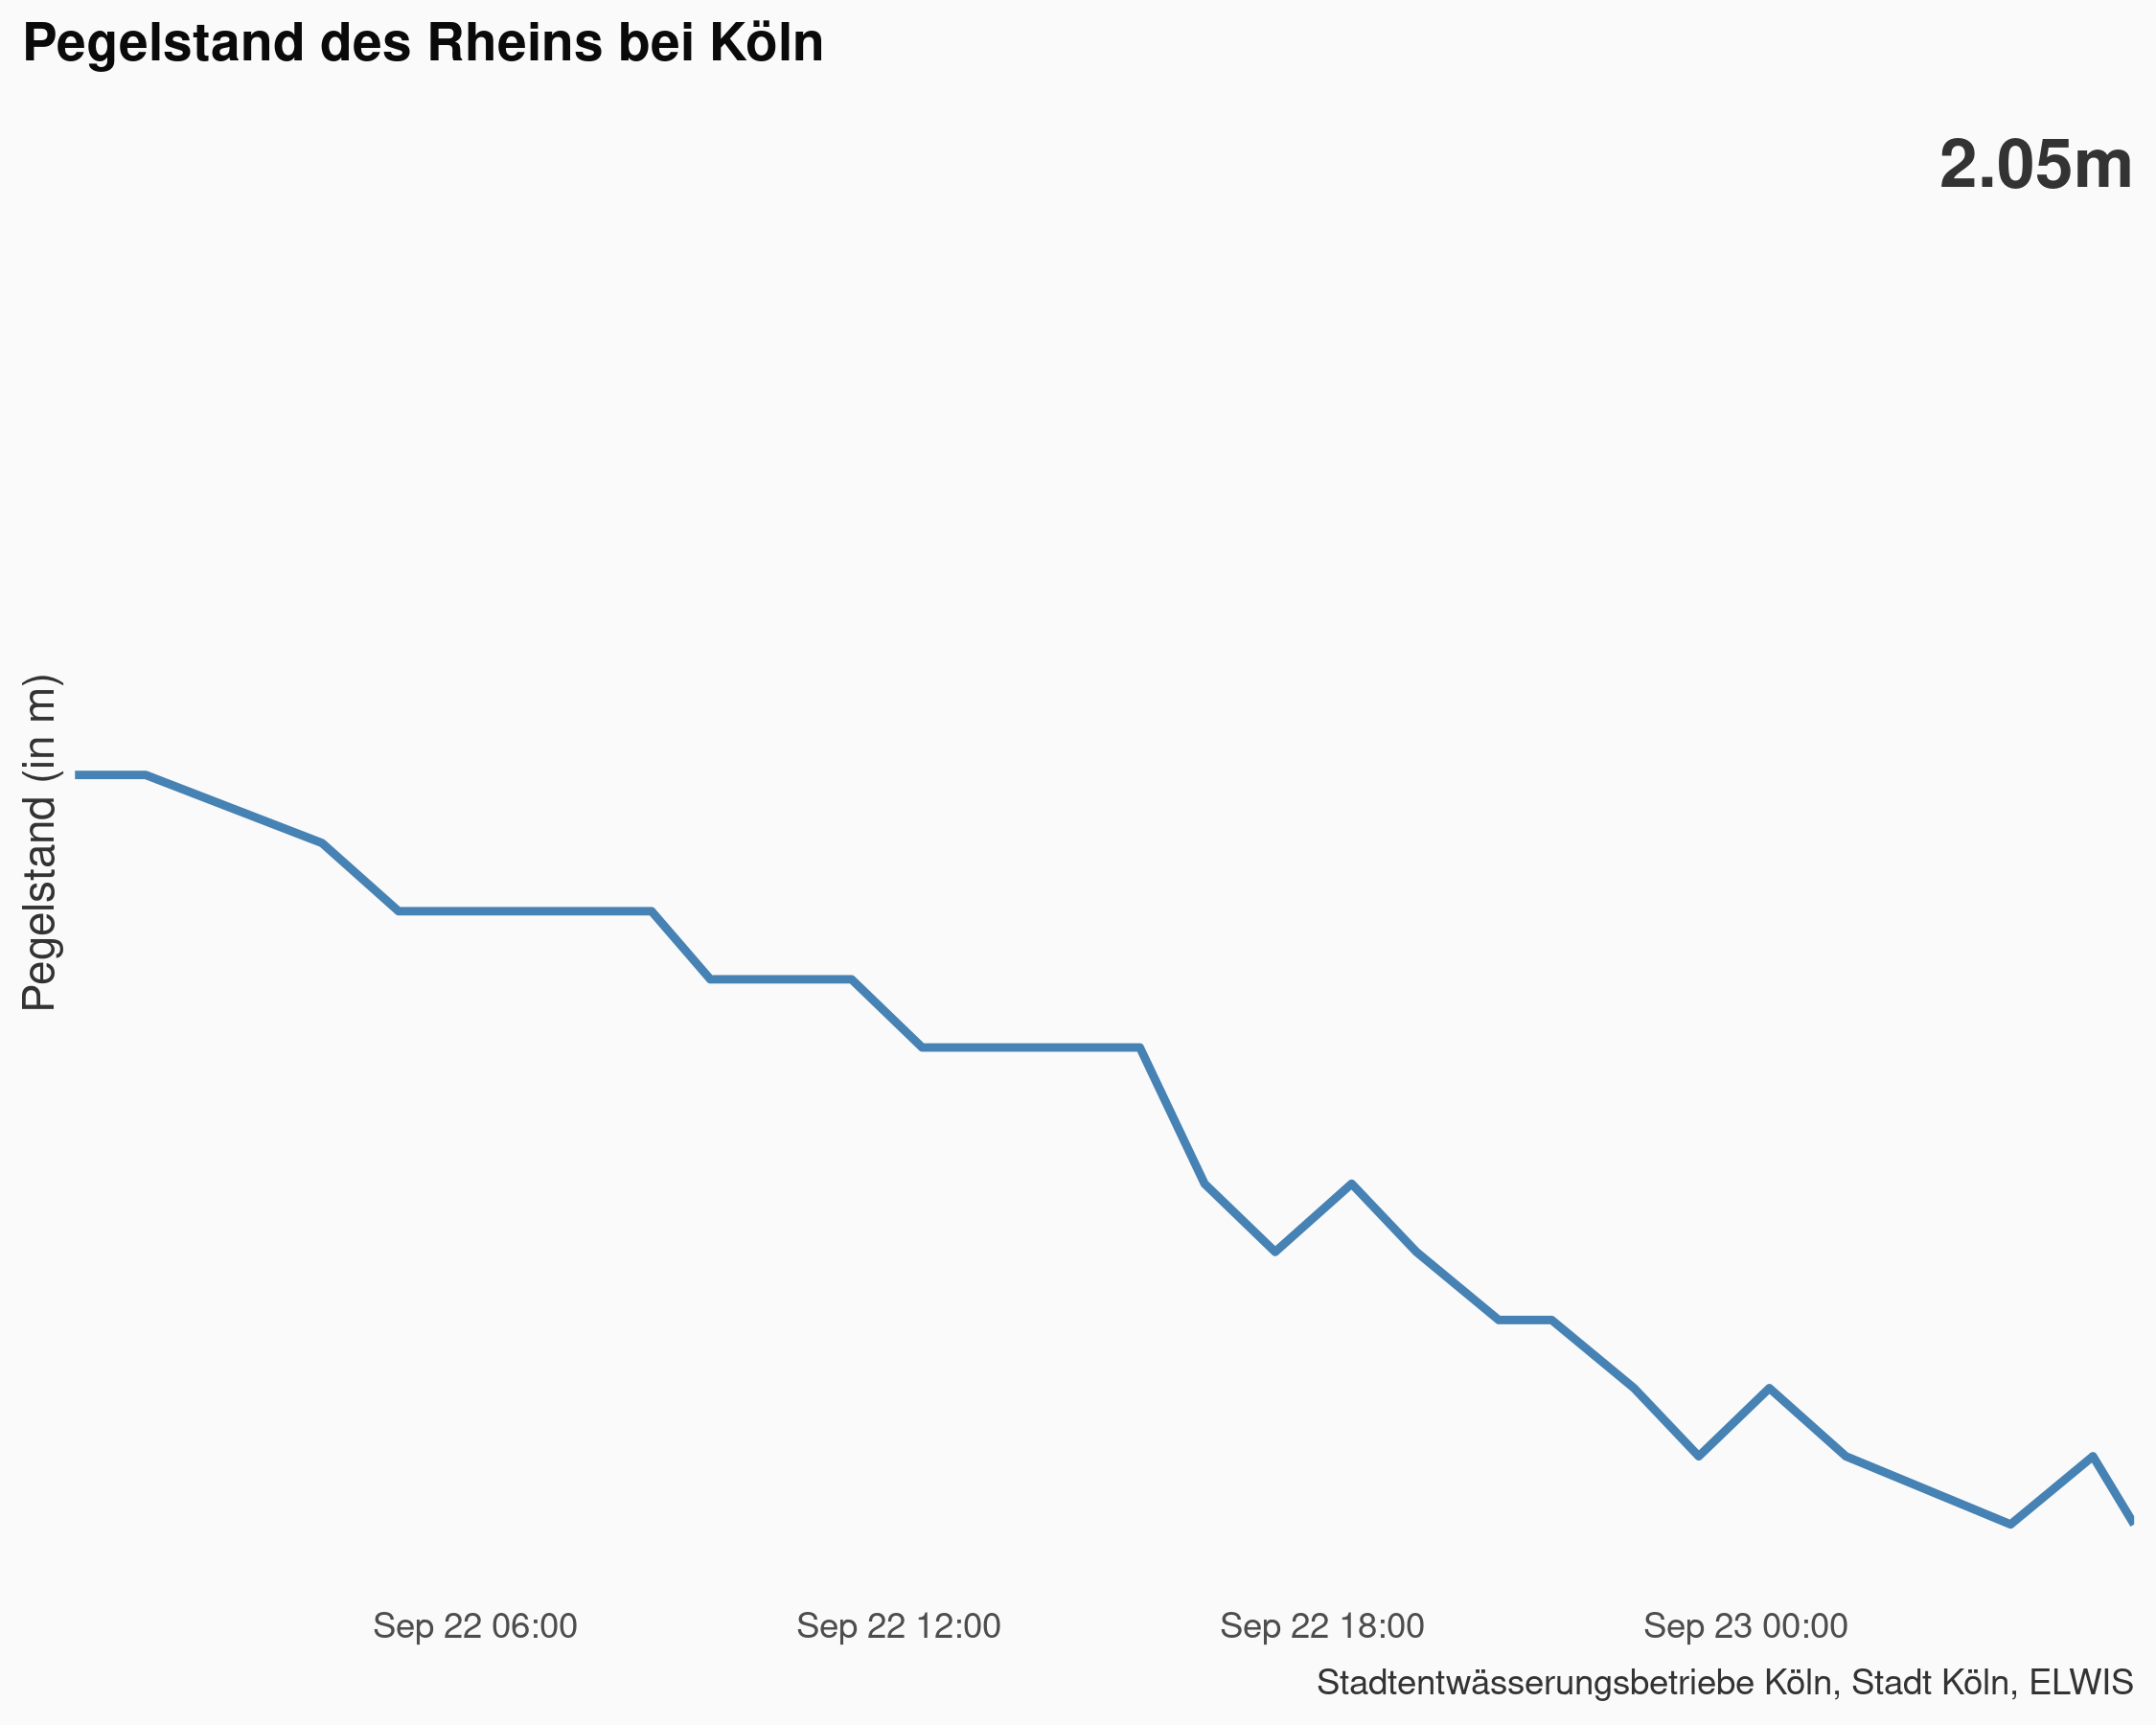 Pegelstand des Rheins bei Köln
2.05m
Pegelstand (in m)
Sep 22 06:00
Sep 22 12:00
Sep 22 18:00
Sep 23 00:00
Stadtentwässerungsbetriebe Köln, Stadt Köln, ELWIS